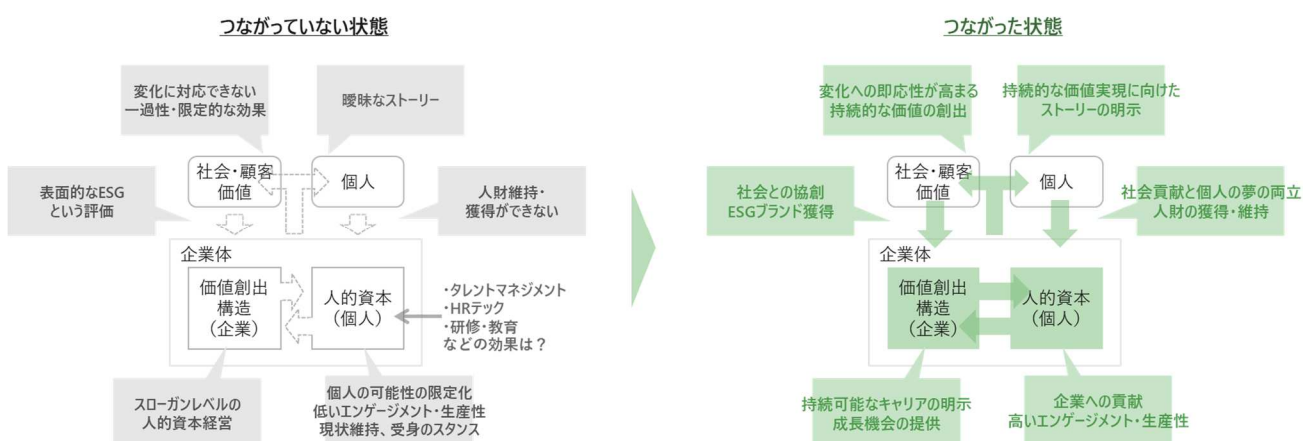 つながっていない状態
変化に対応できない
一過性・限定的な効果
曖昧なストーリー
社会・顧客
価値
個人
表面的なESG
という評価
人財維持・
獲得ができない
企業体
価値創出
構造
（企業）
人的資本
（個人）
・タレントマネジメント
・HRテック
・研修・教育
などの効果は？
スローガンレベルの
人的資本経営
個人の可能性の限定化
低いエンゲージメント・生産性
現状維持、受身のスタンス
つながった状態
変化への即応性が高まる
持続的な価値の創出
持続的な価値実現に向けた
ストーリーの明示
社会・顧客
価値
個人
社会との協創
ESGブランド獲得
社会貢献と個人の夢の両立
人財の獲得・維持
企業体
価値創出
構造
（企業）
人的資本
（個人）
持続可能なキャリアの明示
成長機会の提供
企業への貢献
高いエンゲージメント・生産性